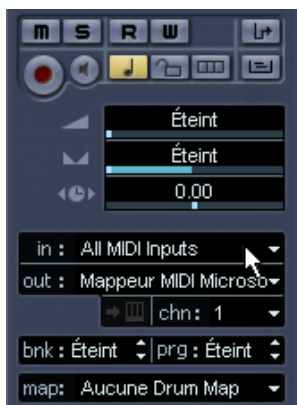 M S R W
Éteint
Éteint
0.00
in : All MIDI Inputs
out : Mappeur MIDI Microso
chn: 1
bnk : Éteint prg : Éteint
map: Aucune Drum Map